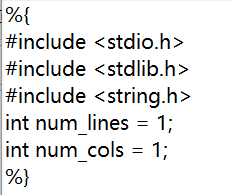 %{
#include <stdio.h>
#include <stdlib.h>
#include <string.h>
int num_lines = 1;
int num_cols = 1;
%}